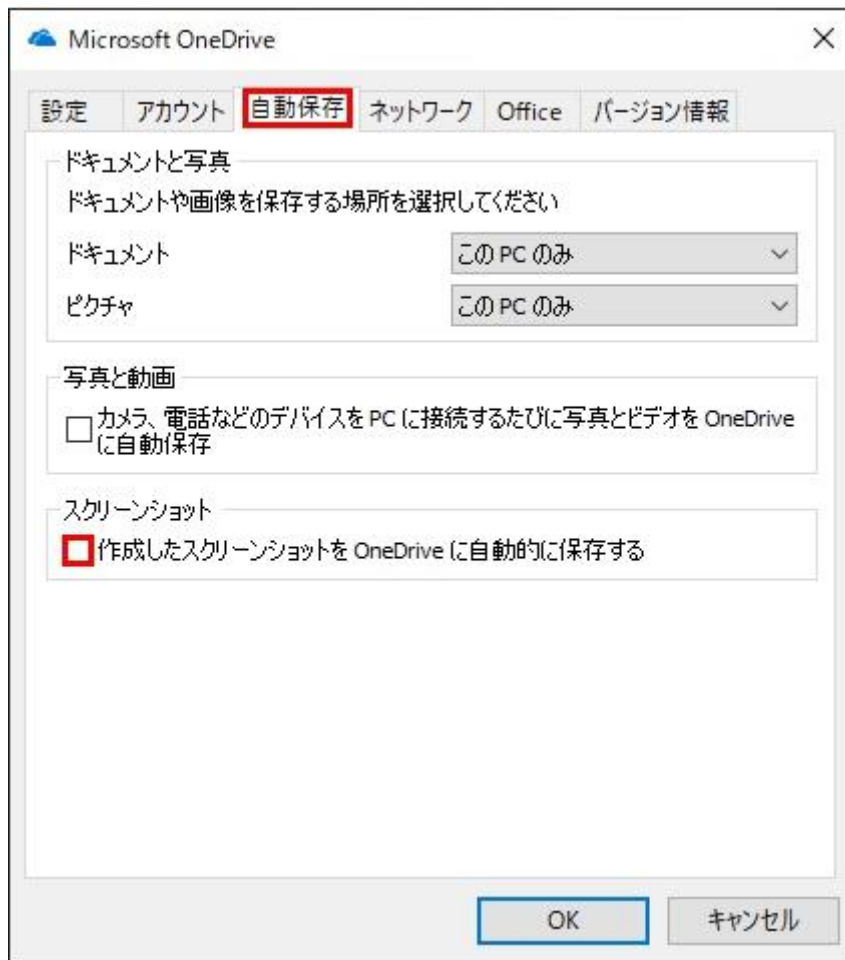 Microsoft OneDrive
設定 アカウント 自動保存 ネットワーク Office バージョン情報
ドキュメントと写真
ドキュメントや画像を保存する場所を選択してください
ドキュメント この PC のみ
ピクチャ この PC のみ
写真と動画
カメラ、電話などのデバイスを PC に接続するたびに写真とビデオを OneDrive
に自動保存
スクリーンショット
作成したスクリーンショットを OneDrive に自動的に保存する
OK キャンセル